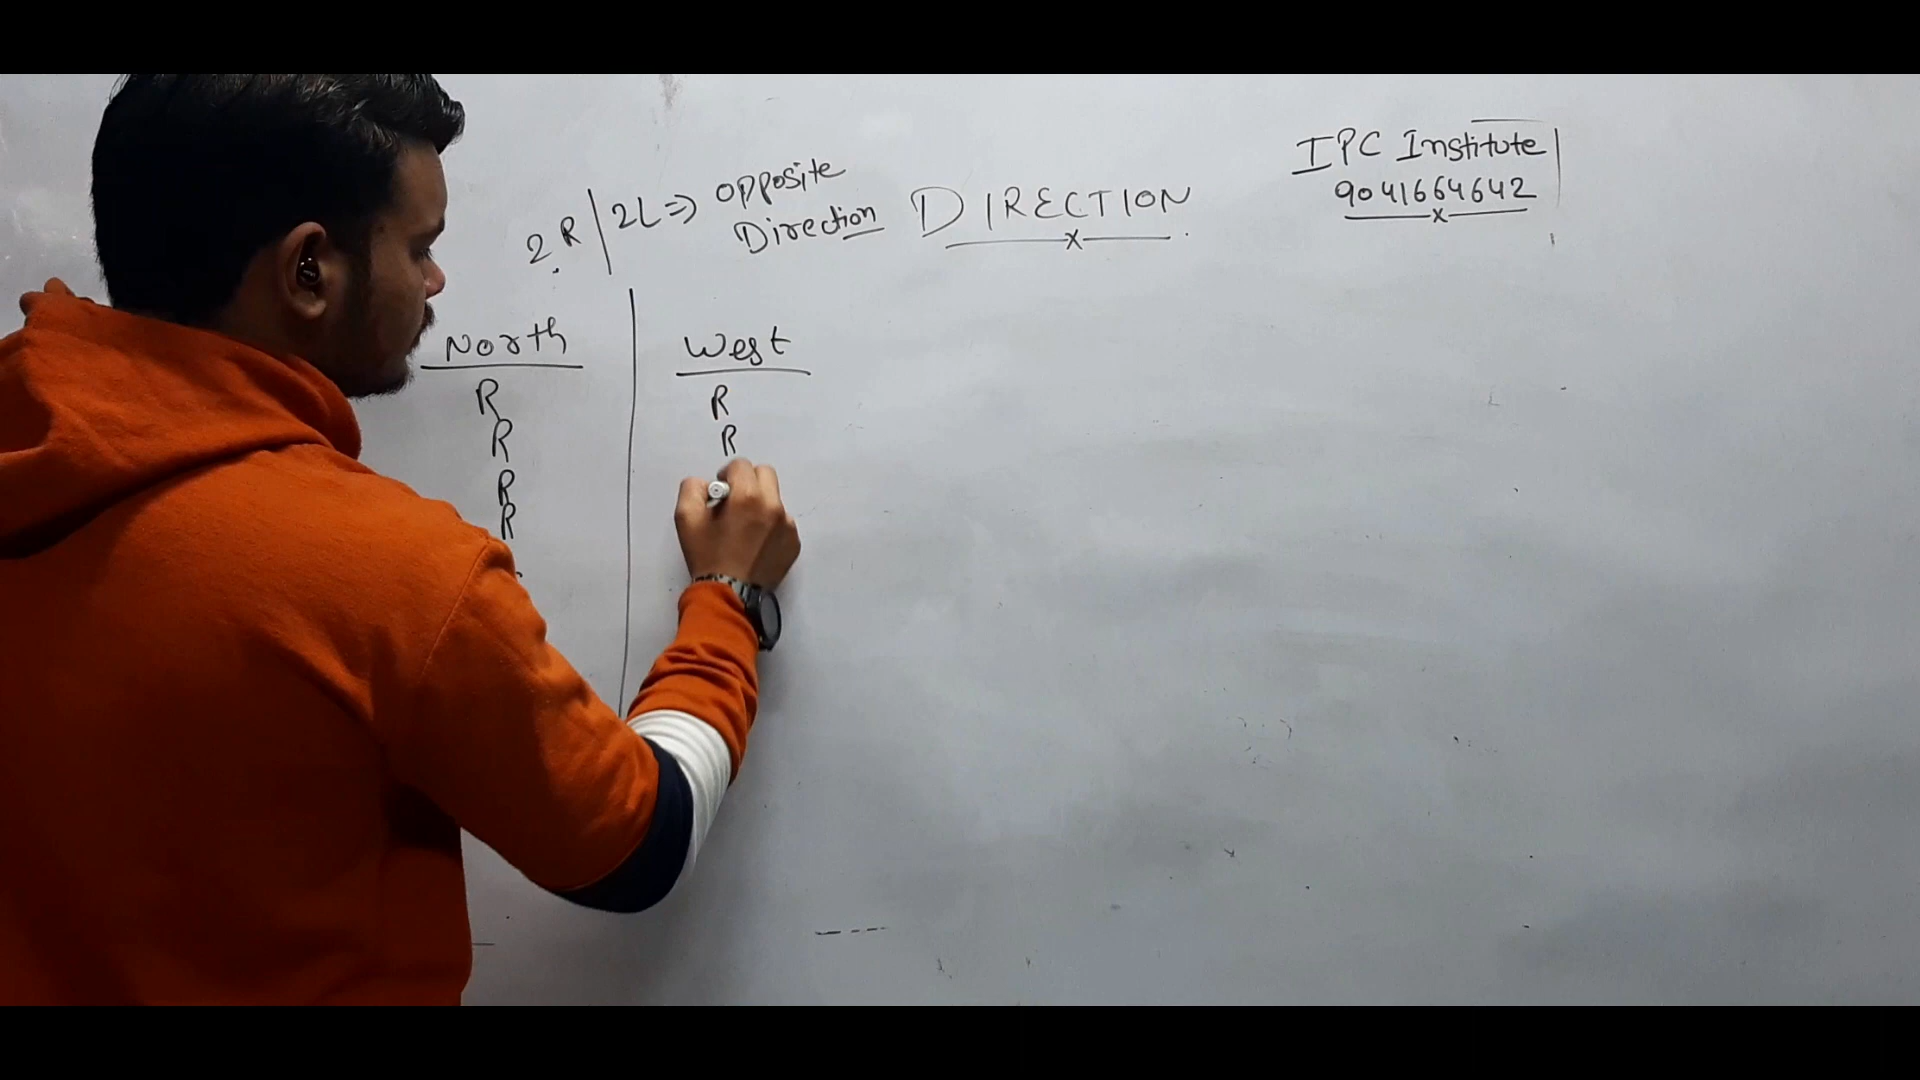 IPC Institute
9041664642
2R | 2L => opposite
Direction
DIRECTION
x
North
R
R
R
R
West
R
R